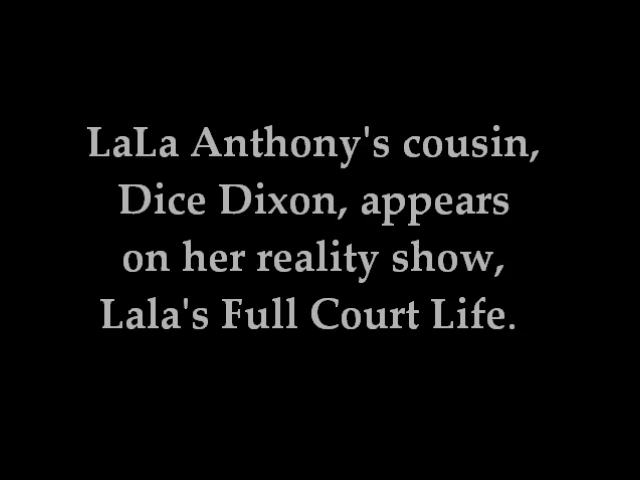 LaLa Anthony's cousin,
Dice Dixon, appears
on her reality show,
Lala's Full Court Life.